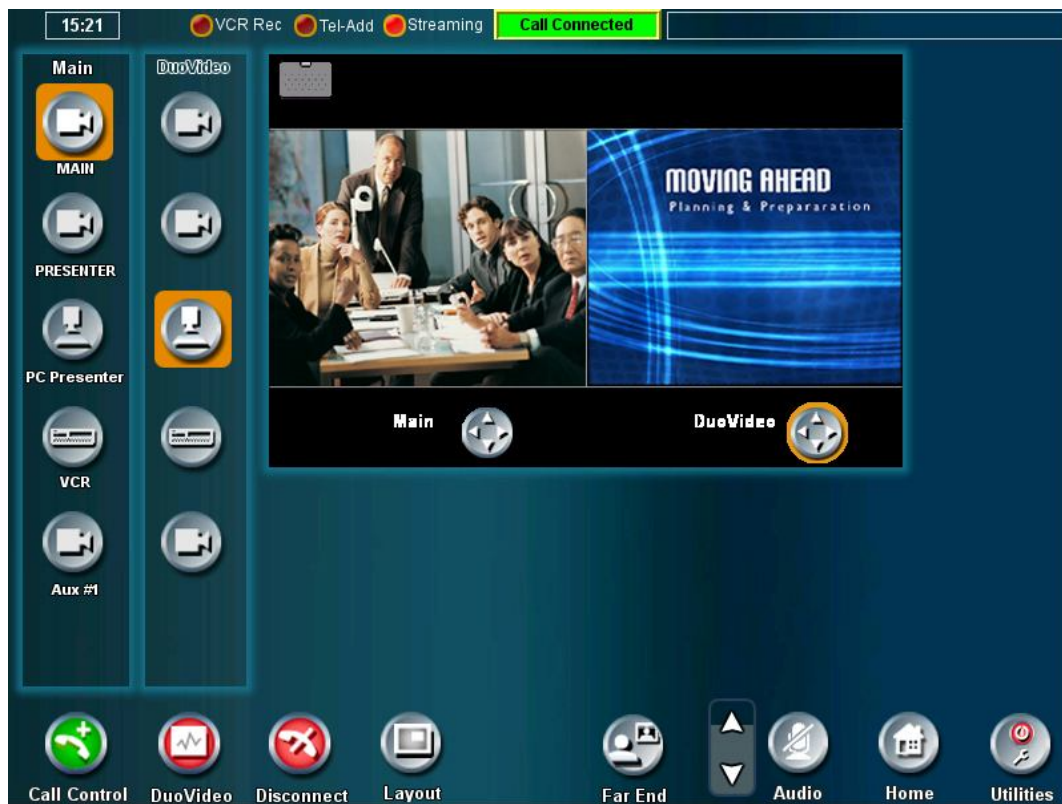 15:21
VCR Rec
Tel-Add
Streaming
Call Connected
Main
DuoVideo
MAIN
PRESENTER
PC Presenter
VCR
Aux #1
MOVING AHEAD
Planning & Prepararation
Main
DuoVideo
Call Control
DuoVideo
Disconnect
Layout
Far End
Audio
Home
Utilities